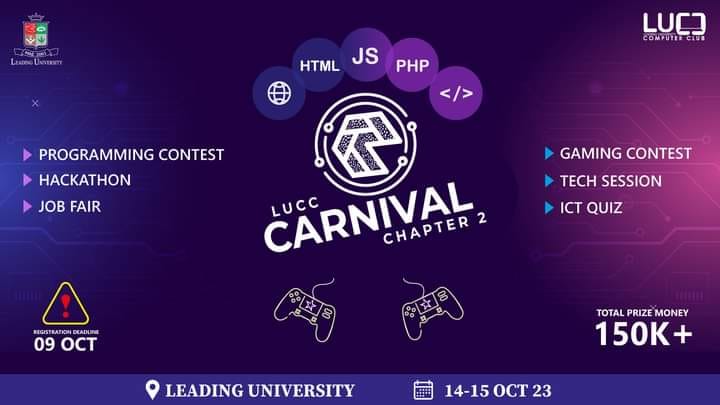 LEADING UNIVERSITY
LUCC
COMPUTER CLUB
HTML
JS
PHP
</>
PROGRAMMING CONTEST
HACKATHON
JOB FAIR
LUCC
CARNIVAL
CHAPTER 2
GAMING CONTEST
TECH SESSION
ICT QUIZ
REGISTRATION DEADLINE
09 OCT
TOTAL PRIZE MONEY
150K+
LEADING UNIVERSITY
14-15 OCT 23